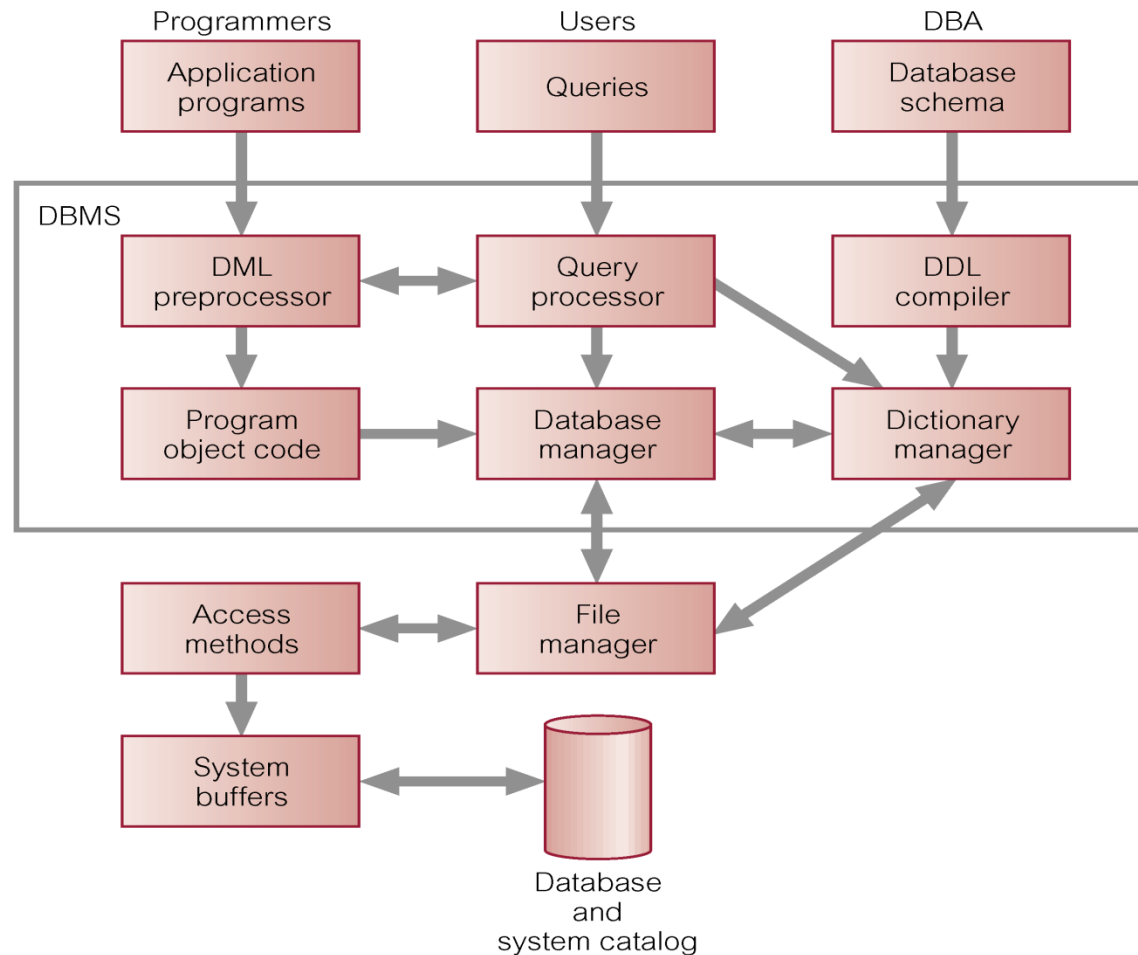 Programmers
Users
DBA
Application
programs
Queries
Database
schema
DBMS
DML
preprocessor
Query
processor
DDL
compiler
Program
object code
Database
manager
Dictionary
manager
Access
methods
File
manager
System
buffers
Database
and
system catalog